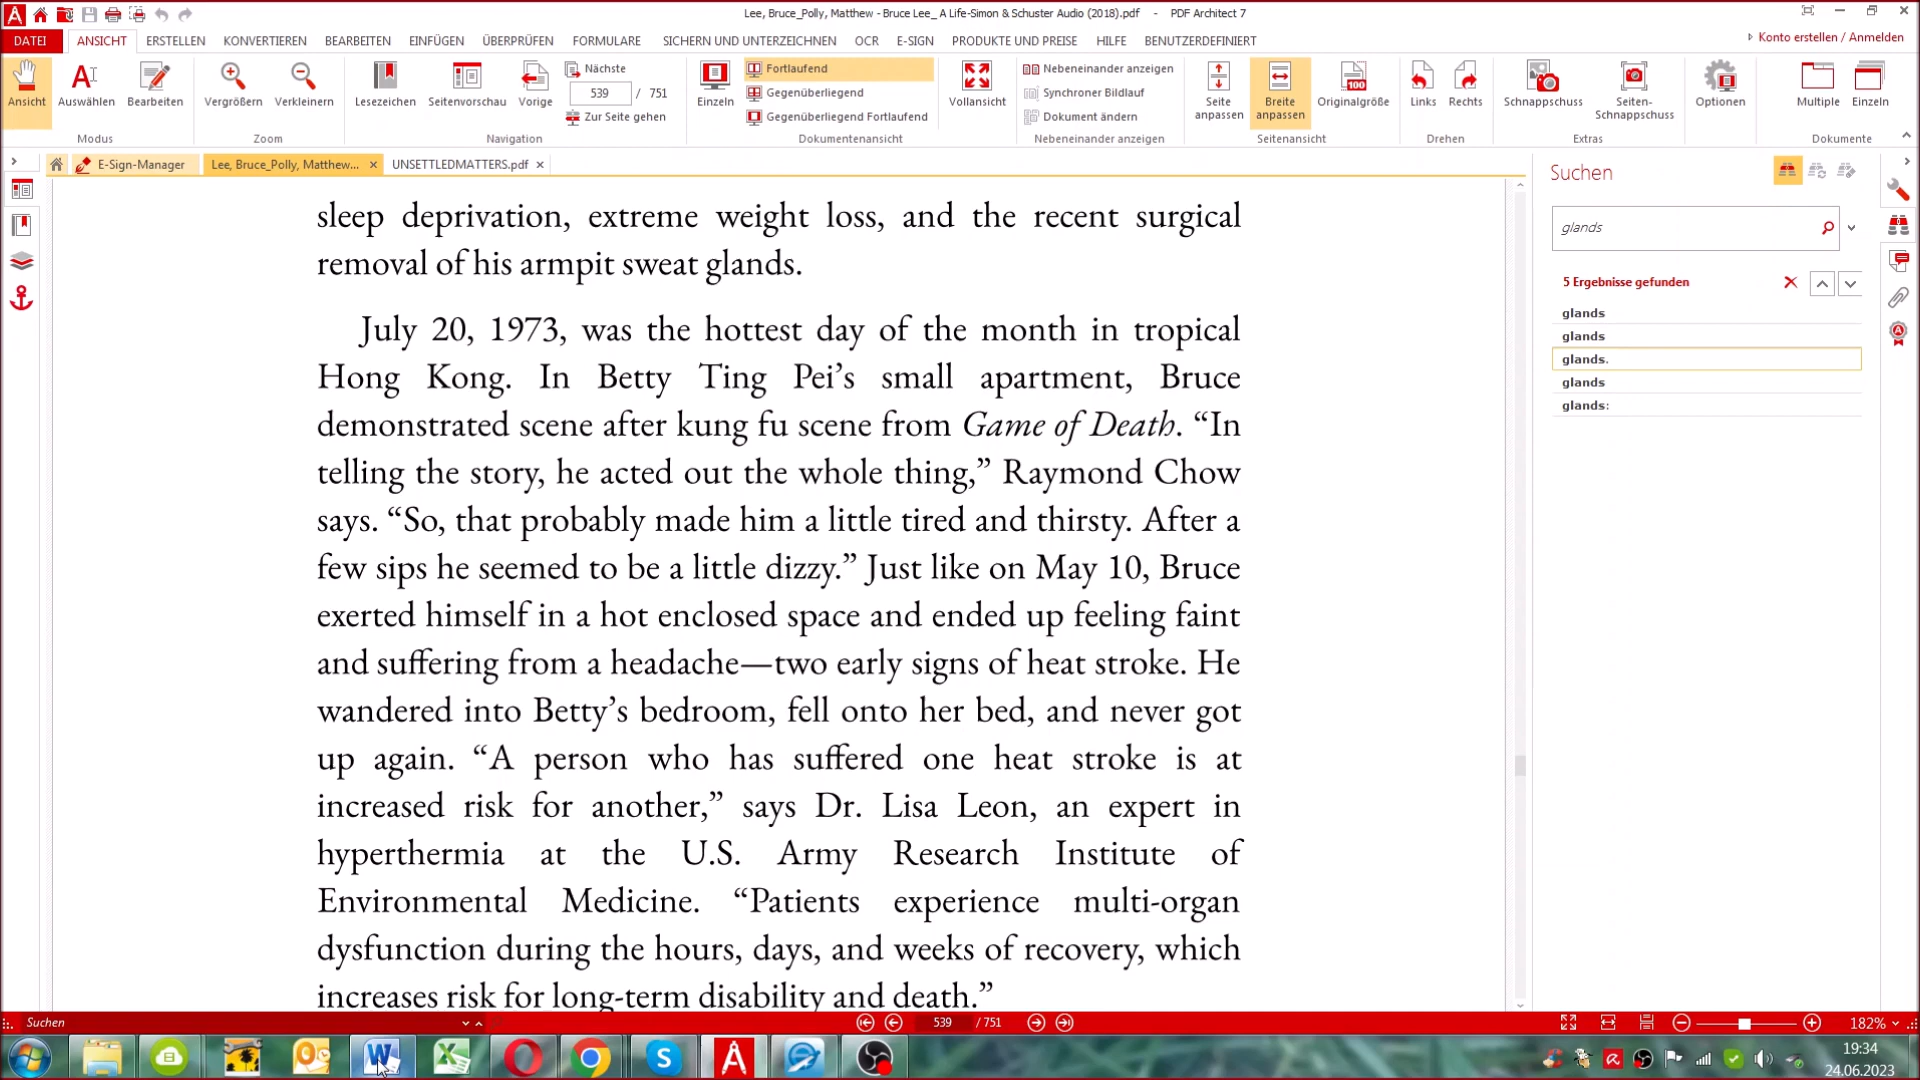 Lee, Bruce_Polly, Matthew - Bruce Lee_ A Life-Simon & Schuster Audio (2018).pdf - PDF Architect 7
DATEI ANSICHT ERSTELLEN KONVERTIEREN BEARBEITEN EINFÜGEN ÜBERPRÜFEN FORMULARE SICHERN UND UNTERZEICHNEN OCR E-SIGN PRODUKTE UND PREISE HILFE BENUTZERDEFINIERT
Konto erstellen / Anmelden
Ansicht
Auswählen
Bearbeiten
Modus
Vergrößern
Verkleinern
Zoom
Lesezeichen
Seitenvorschau
Vorige
Nächste
539 / 751
Zur Seite gehen
Navigation
Einzeln
Fortlaufend
Gegenüberliegend
Gegenüberliegend Fortlaufend
Dokumentansicht
Vollansicht
Nebeneinander anzeigen
Synchroner Bildlauf
Dokument ändern
Nebeneinander anzeigen
Seite anpassen
Breite anpassen
100
Originalgröße
Seitenansicht
Links
Rechts
Drehen
Schnappschuss
Seiten-Schnappschuss
Extras
Optionen
Multiple
Einzeln
Dokumente
E-Sign-Manager
Lee, Bruce_Polly, Matthew...
UNSETTLEDMATTERS.pdf
sleep deprivation, extreme weight loss, and the recent surgical
removal of his armpit sweat glands.
July 20, 1973, was the hottest day of the month in tropical
Hong Kong. In Betty Ting Pei’s small apartment, Bruce
demonstrated scene after kung fu scene from Game of Death. “In
telling the story, he acted out the whole thing,” Raymond Chow
says. “So, that probably made him a little tired and thirsty. After a
few sips he seemed to be a little dizzy.” Just like on May 10, Bruce
exerted himself in a hot enclosed space and ended up feeling faint
and suffering from a headache—two early signs of heat stroke. He
wandered into Betty’s bedroom, fell onto her bed, and never got
up again. “A person who has suffered one heat stroke is at
increased risk for another,” says Dr. Lisa Leon, an expert in
hyperthermia at the U.S. Army Research Institute of
Environmental Medicine. “Patients experience multi-organ
dysfunction during the hours, days, and weeks of recovery, which
increases risk for long-term disability and death.”
Suchen
glands
5 Ergebnisse gefunden
glands
glands
glands.
glands
glands:
Suchen
539 / 751
182%
19:34
24.06.2023